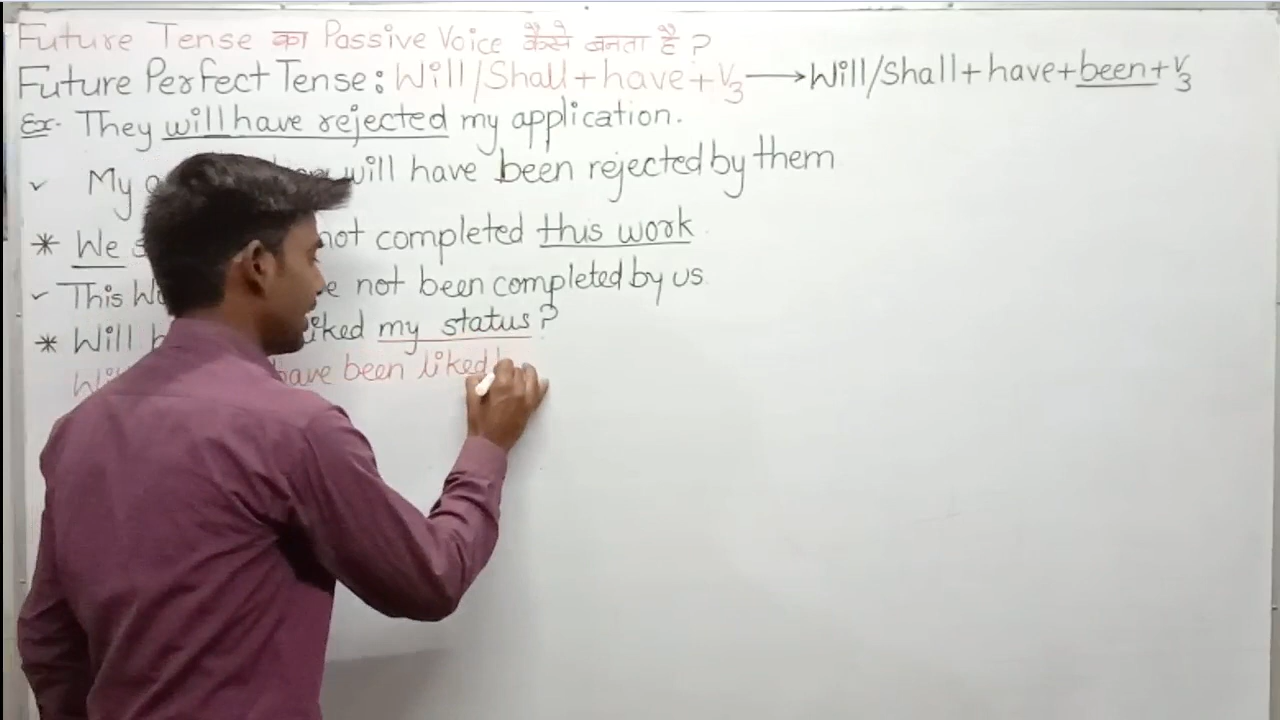 Future Tense का Passive Voice कैसे बनता है ?
Future Perfect Tense: Will/Shall + have + V3 → Will/Shall + have + been + V3
Ex. They will have rejected my application.
✓ My will have been rejected by them
* We not completed this work
✓ This not been completed by us
* Will liked my status?
have been liked